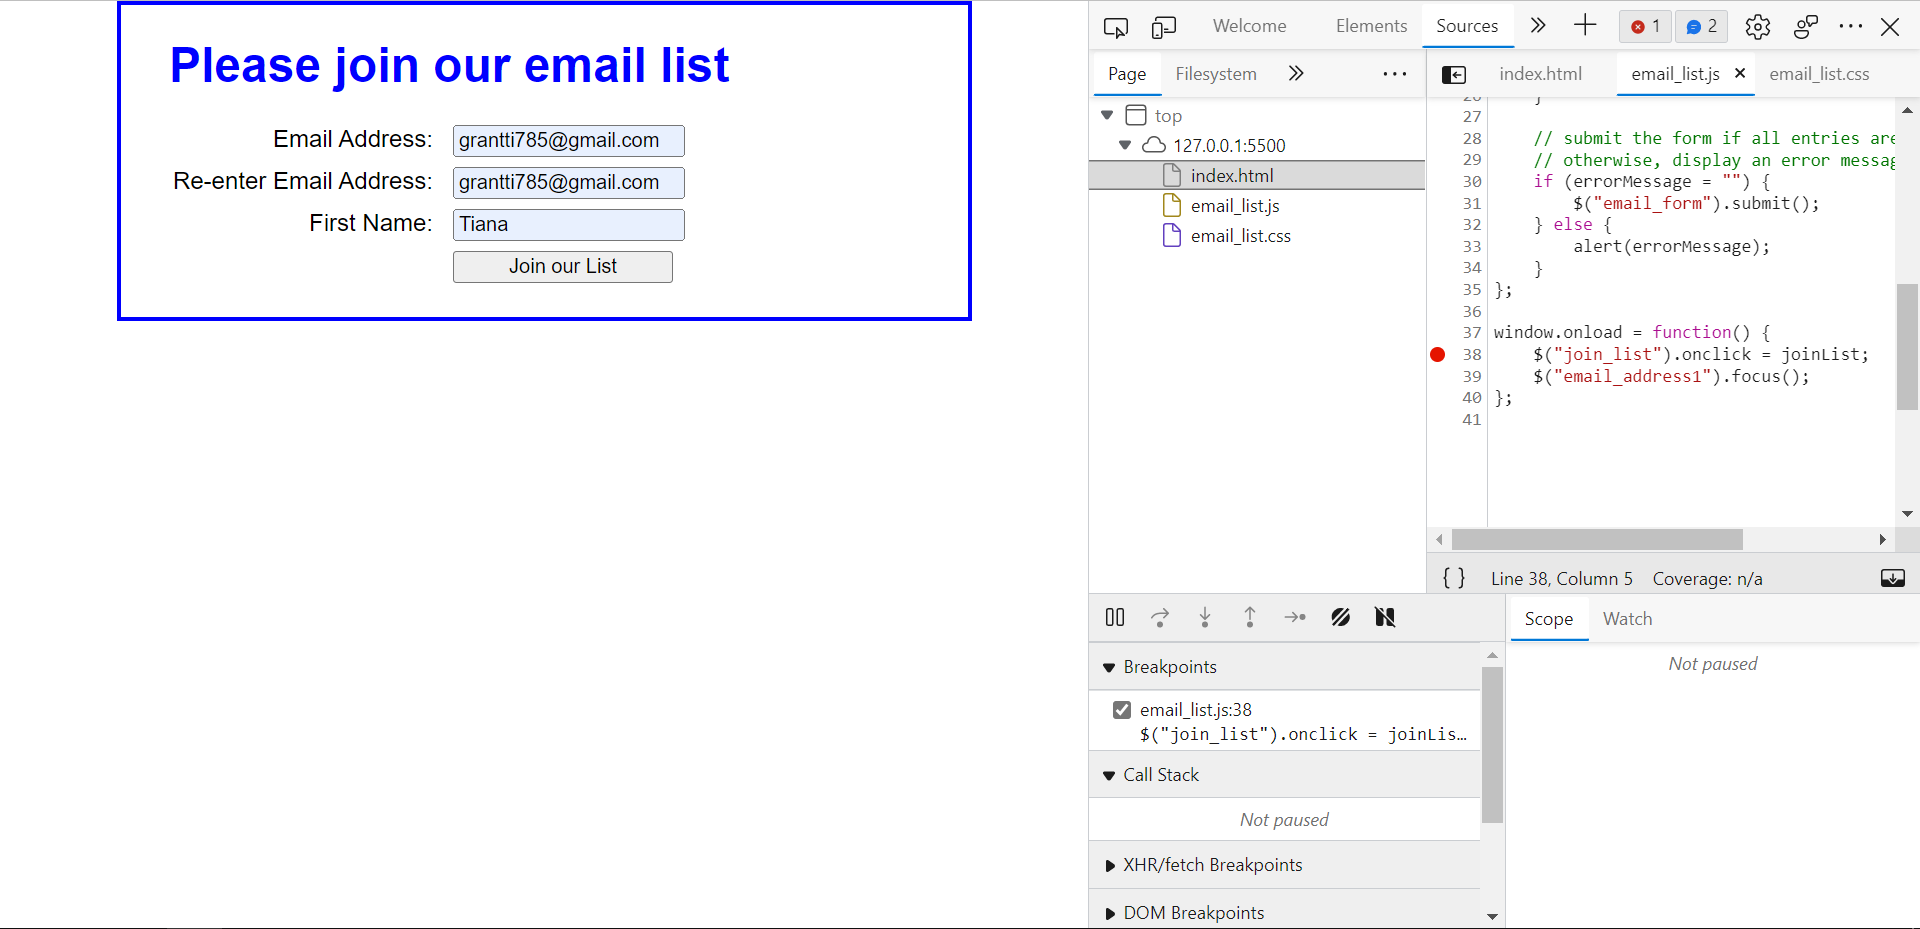 Please join our email list
Email Address: grantti785@gmail.com
Re-enter Email Address: grantti785@gmail.com
First Name: Tiana
Join our List
Welcome Elements Sources 1 2
Page Filesystem
index.html email_list.js email_list.css
top
127.0.0.1:5500
index.html
email_list.js
email_list.css
26 }
27
28 // submit the form if all entries are
29 // otherwise, display an error messag
30 if (errorMessage = "") {
31 $("email_form").submit();
32 } else {
33 alert(errorMessage);
34 }
35 };
36
37 window.onload = function() {
38 $("join_list").onclick = joinList;
39 $("email_address1").focus();
40 };
41
{ } Line 38, Column 5 Coverage: n/a
Scope Watch
Not paused
Breakpoints
email_list.js:38
$("join_list").onclick = joinLis…
Call Stack
Not paused
XHR/fetch Breakpoints
DOM Breakpoints